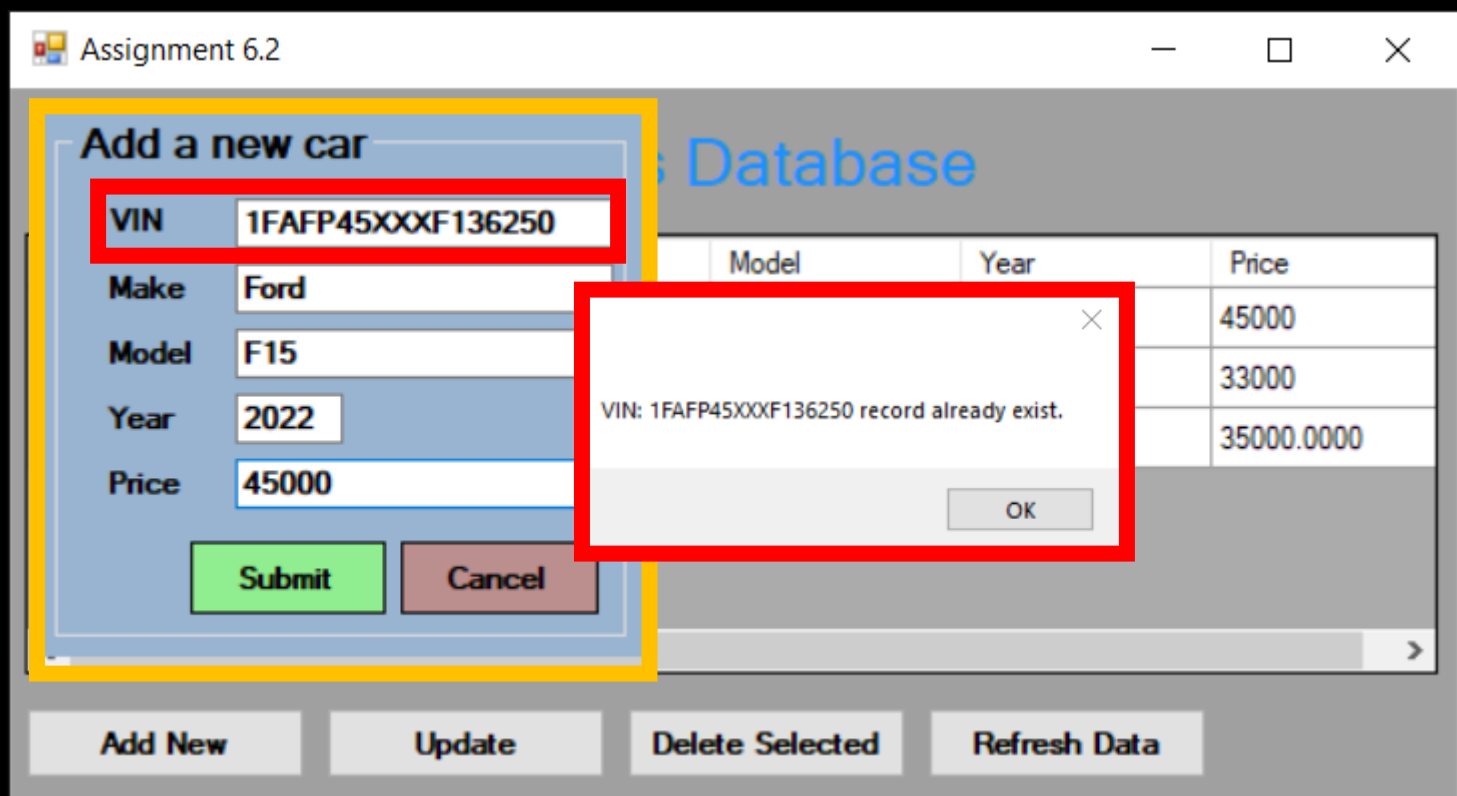 Assignment 6.2
Add a new car
s Database
VIN 1FAFP45XXXF136250
Make Ford
Model F15
Year 2022
Price 45000
Submit Cancel
Model Year Price
45000
33000
35000.0000
VIN: 1FAFP45XXXF136250 record already exist.
OK
Add New Update Delete Selected Refresh Data